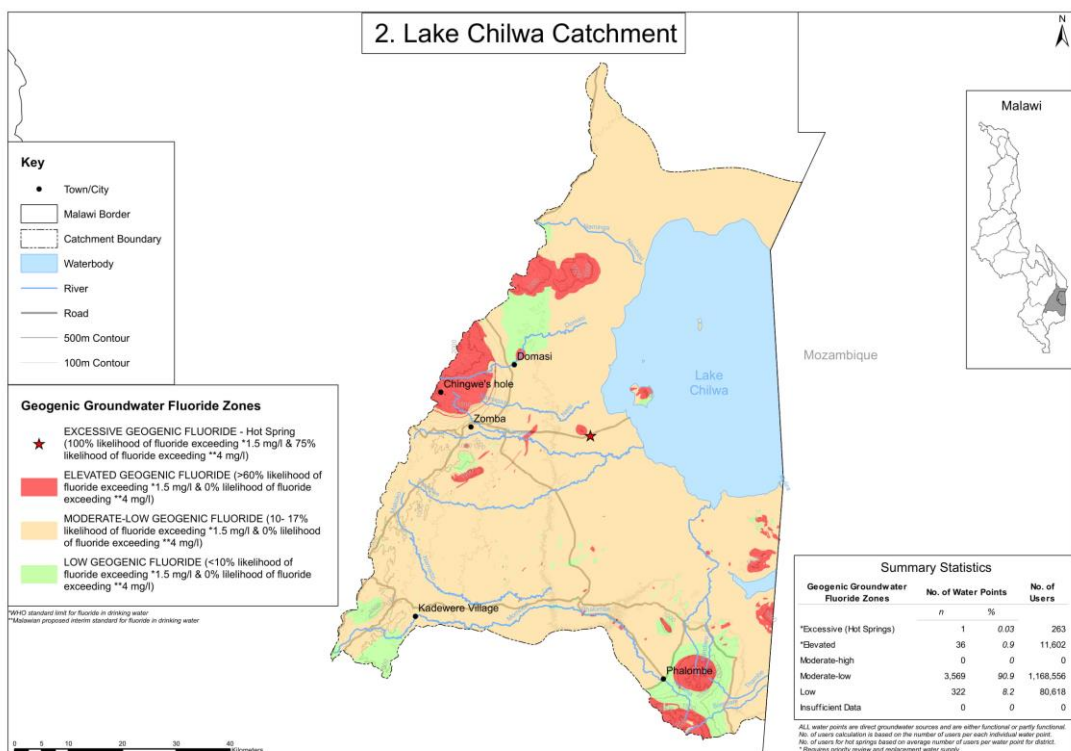 2. Lake Chilwa Catchment
N
Malawi
Key
Town/City
Malawi Border
Catchment Boundary
Waterbody
River
Road
500m Contour
100m Contour
Geogenic Groundwater Fluoride Zones
EXCESSIVE GEOGENIC FLUORIDE - Hot Spring
(100% likelihood of fluoride exceeding *1.5 mg/l & 75%
likelihood of fluoride exceeding **4 mg/l)
ELEVATED GEOGENIC FLUORIDE (>60% likelihood of
fluoride exceeding *1.5 mg/l & 0% lilelihood of fluoride
exceeding **4 mg/l)
MODERATE-LOW GEOGENIC FLUORIDE (10- 17%
likelihood of fluoride exceeding *1.5 mg/l & 0% lilelihood
of fluoride exceeding **4 mg/l)
LOW GEOGENIC FLUORIDE (<10% likelihood of
fluoride exceeding *1.5 mg/l & 0% lilelihood of fluoride
exceeding **4 mg/l)
*WHO standard limit for fluoride in drinking water
**Malawian proposed interim standard for fluoride in drinking water
Domasi
Domasi
Chingwe's hole
Zomba
Lake
Chilwa
Mozambique
Kadewere Village
Phalombe
0 5 10 20 30 40
Kilometers
Summary Statistics
Geogenic Groundwater Fluoride Zones No. of Water Points No. of Users
n %
*Excessive (Hot Springs) 1 0.03 263
*Elevated 36 0.9 11,602
Moderate-high 0 0 0
Moderate-low 3,569 90.9 1,168,556
Low 322 8.2 80,618
Insufficient Data 0 0 0
ALL water points are direct groundwater sources and are either functional or partly functional.
No. of users calculation is based on the number of users per each individual water point.
No. of users for hot springs based on average number of users per water point for district.
* Requires priority review and replacement water supply.